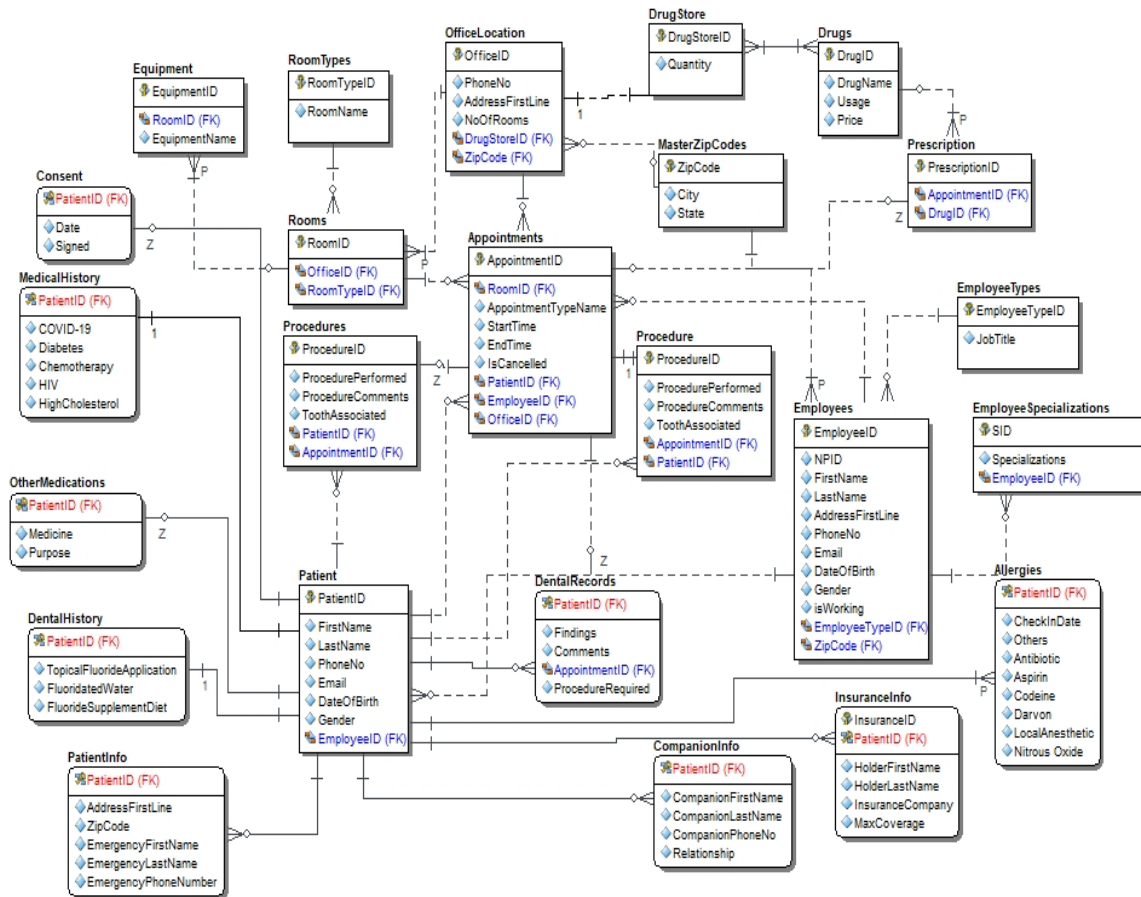 DrugStore
DrugStoreID
Quantity
OfficeLocation
OfficeID
PhoneNo
AddressFirstLine
NoOfRooms
DrugStoreID (FK)
ZipCode (FK)
Drugs
DrugID
DrugName
Usage
Price
RoomTypes
RoomTypeID
RoomName
Equipment
EquipmentID
RoomID (FK)
EquipmentName
1
P
MasterZipCodes
ZipCode
City
State
Prescription
PrescriptionID
AppointmentID (FK)
DrugID (FK)
P
Z
Consent
PatientID (FK)
Date
Signed
Z
Rooms
RoomID
OfficeID (FK)
RoomTypeID (FK)
P
Appointments
AppointmentID
RoomID (FK)
AppointmentTypeName
StartTime
EndTime
IsCancelled
PatientID (FK)
EmployeeID (FK)
OfficeID (FK)
MedicalHistory
PatientID (FK)
COVID-19
Diabetes
Chemotherapy
HIV
HighCholesterol
1
EmployeeTypes
EmployeeTypeID
JobTitle
Procedures
ProcedureID
ProcedurePerformed
ProcedureComments
ToothAssociated
PatientID (FK)
AppointmentID (FK)
Z
Procedure
ProcedureID
ProcedurePerformed
ProcedureComments
ToothAssociated
AppointmentID (FK)
PatientID (FK)
1
P
Employees
EmployeeID
NPID
FirstName
LastName
AddressFirstLine
PhoneNo
Email
DateOfBirth
Gender
isWorking
EmployeeTypeID (FK)
ZipCode (FK)
EmployeeSpecializations
SID
Specializations
EmployeeID (FK)
OtherMedications
PatientID (FK)
Medicine
Purpose
Z
Z
Patient
PatientID
FirstName
LastName
PhoneNo
Email
DateOfBirth
Gender
EmployeeID (FK)
DentalRecords
PatientID (FK)
Findings
Comments
AppointmentID (FK)
ProcedureRequired
Allergies
PatientID (FK)
CheckInDate
Others
Antibiotic
Aspirin
Codeine
Darvon
LocalAnesthetic
Nitrous Oxide
P
DentalHistory
PatientID (FK)
TopicalFluorideApplication
FluoridatedWater
FluorideSupplementDiet
1
InsuranceInfo
InsuranceID
PatientID (FK)
HolderFirstName
HolderLastName
InsuranceCompany
MaxCoverage
PatientInfo
PatientID (FK)
AddressFirstLine
ZipCode
EmergencyFirstName
EmergencyLastName
EmergencyPhoneNumber
CompanionInfo
PatientID (FK)
CompanionFirstName
CompanionLastName
CompanionPhoneNo
Relationship